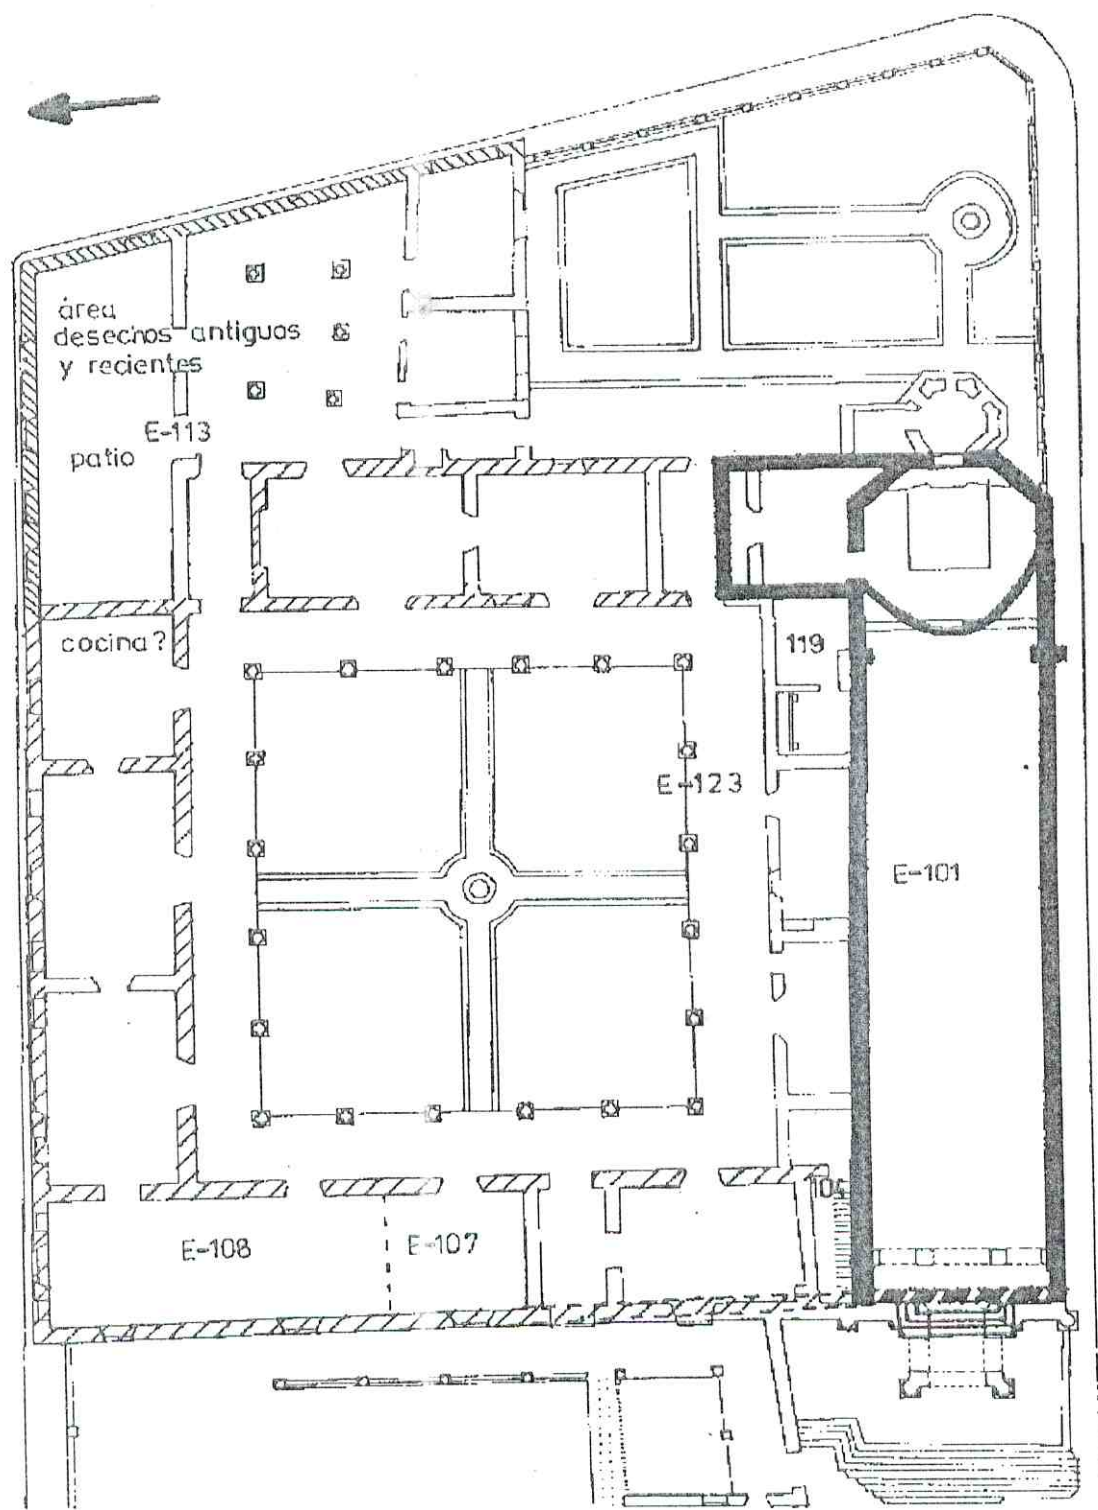 área
desechos antiguos
y recientes
E-113
patio
cocina?
119
E-123
E-101
E-108
E-107